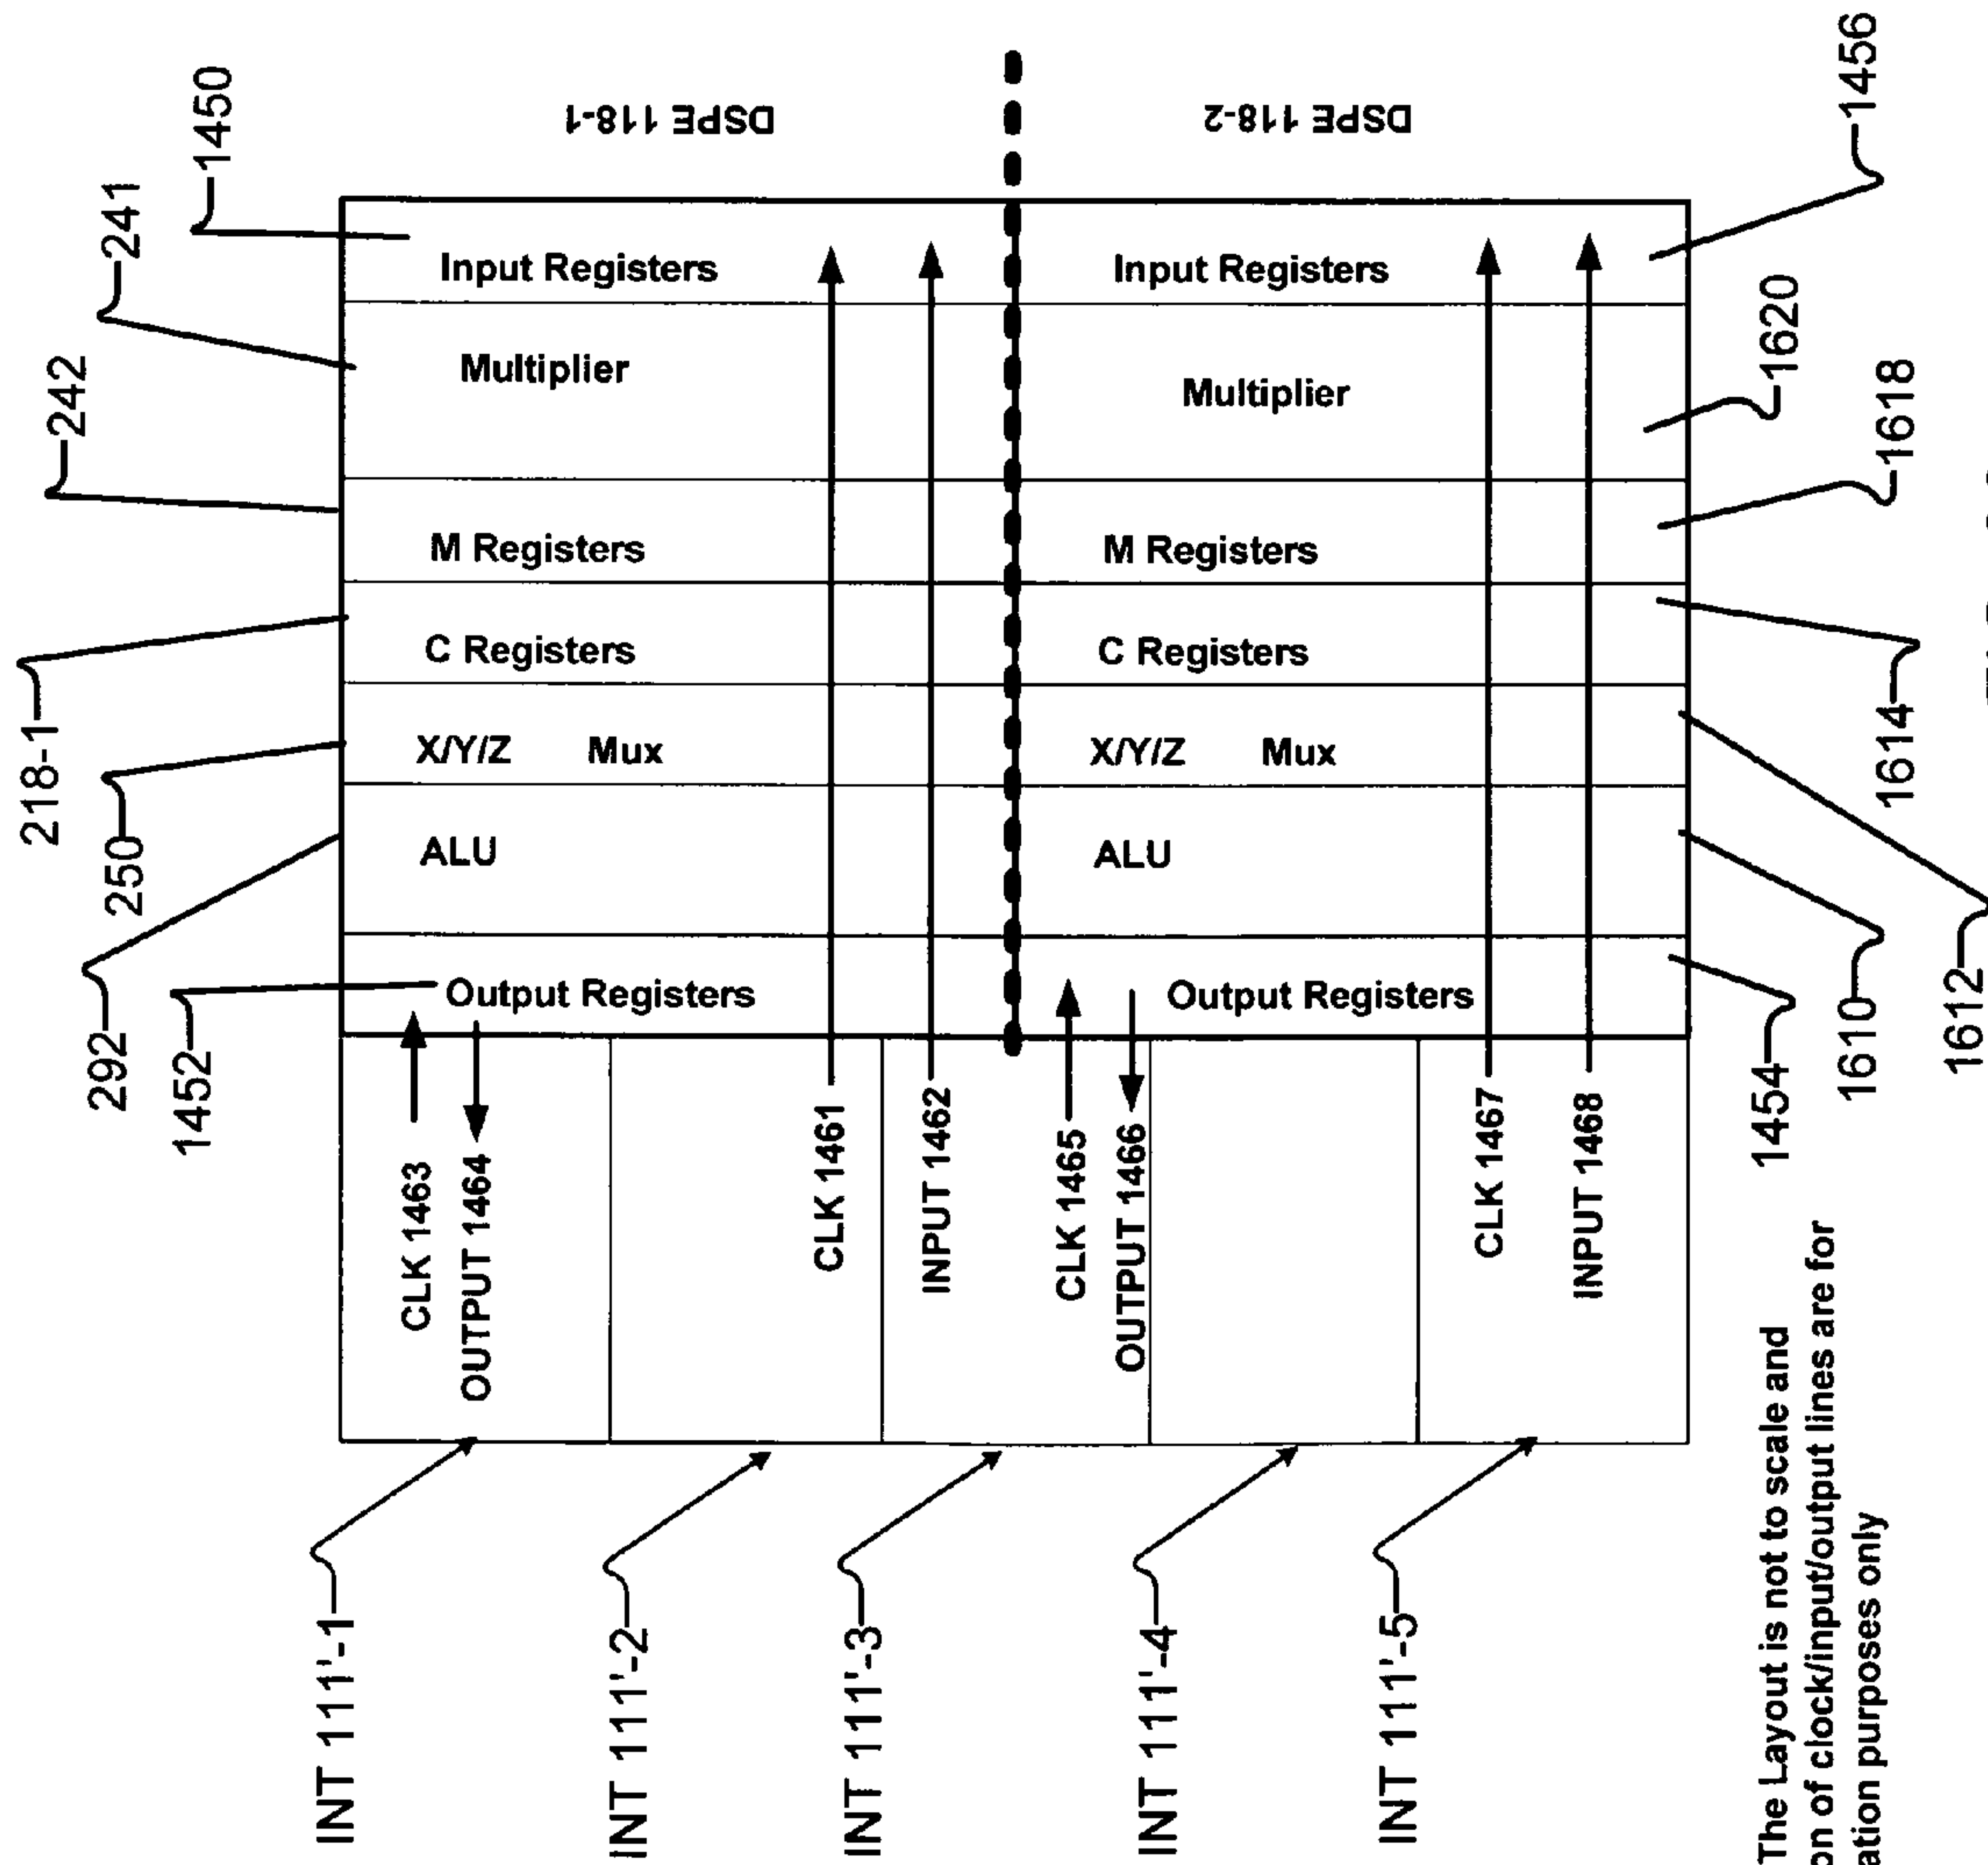 218-1
242
241
1450
250
292
1452
DSPE 118-1
Input Registers
Multiplier
M Registers
C Registers
X/Y/Z Mux
ALU
Output Registers
CLK 1463
OUTPUT 1464
CLK 1461
INPUT 1462
DSPE 118-2
Input Registers
Multiplier
M Registers
C Registers
X/Y/Z Mux
ALU
Output Registers
CLK 1465
OUTPUT 1466
CLK 1467
INPUT 1468
1456
1620
1618
1614
1612
1610
1454
INT 111'-1
INT 111'-2
INT 111'-3
INT 111'-4
INT 111'-5
The Layout is not to scale and
of clock/input/output lines are for
purposes only